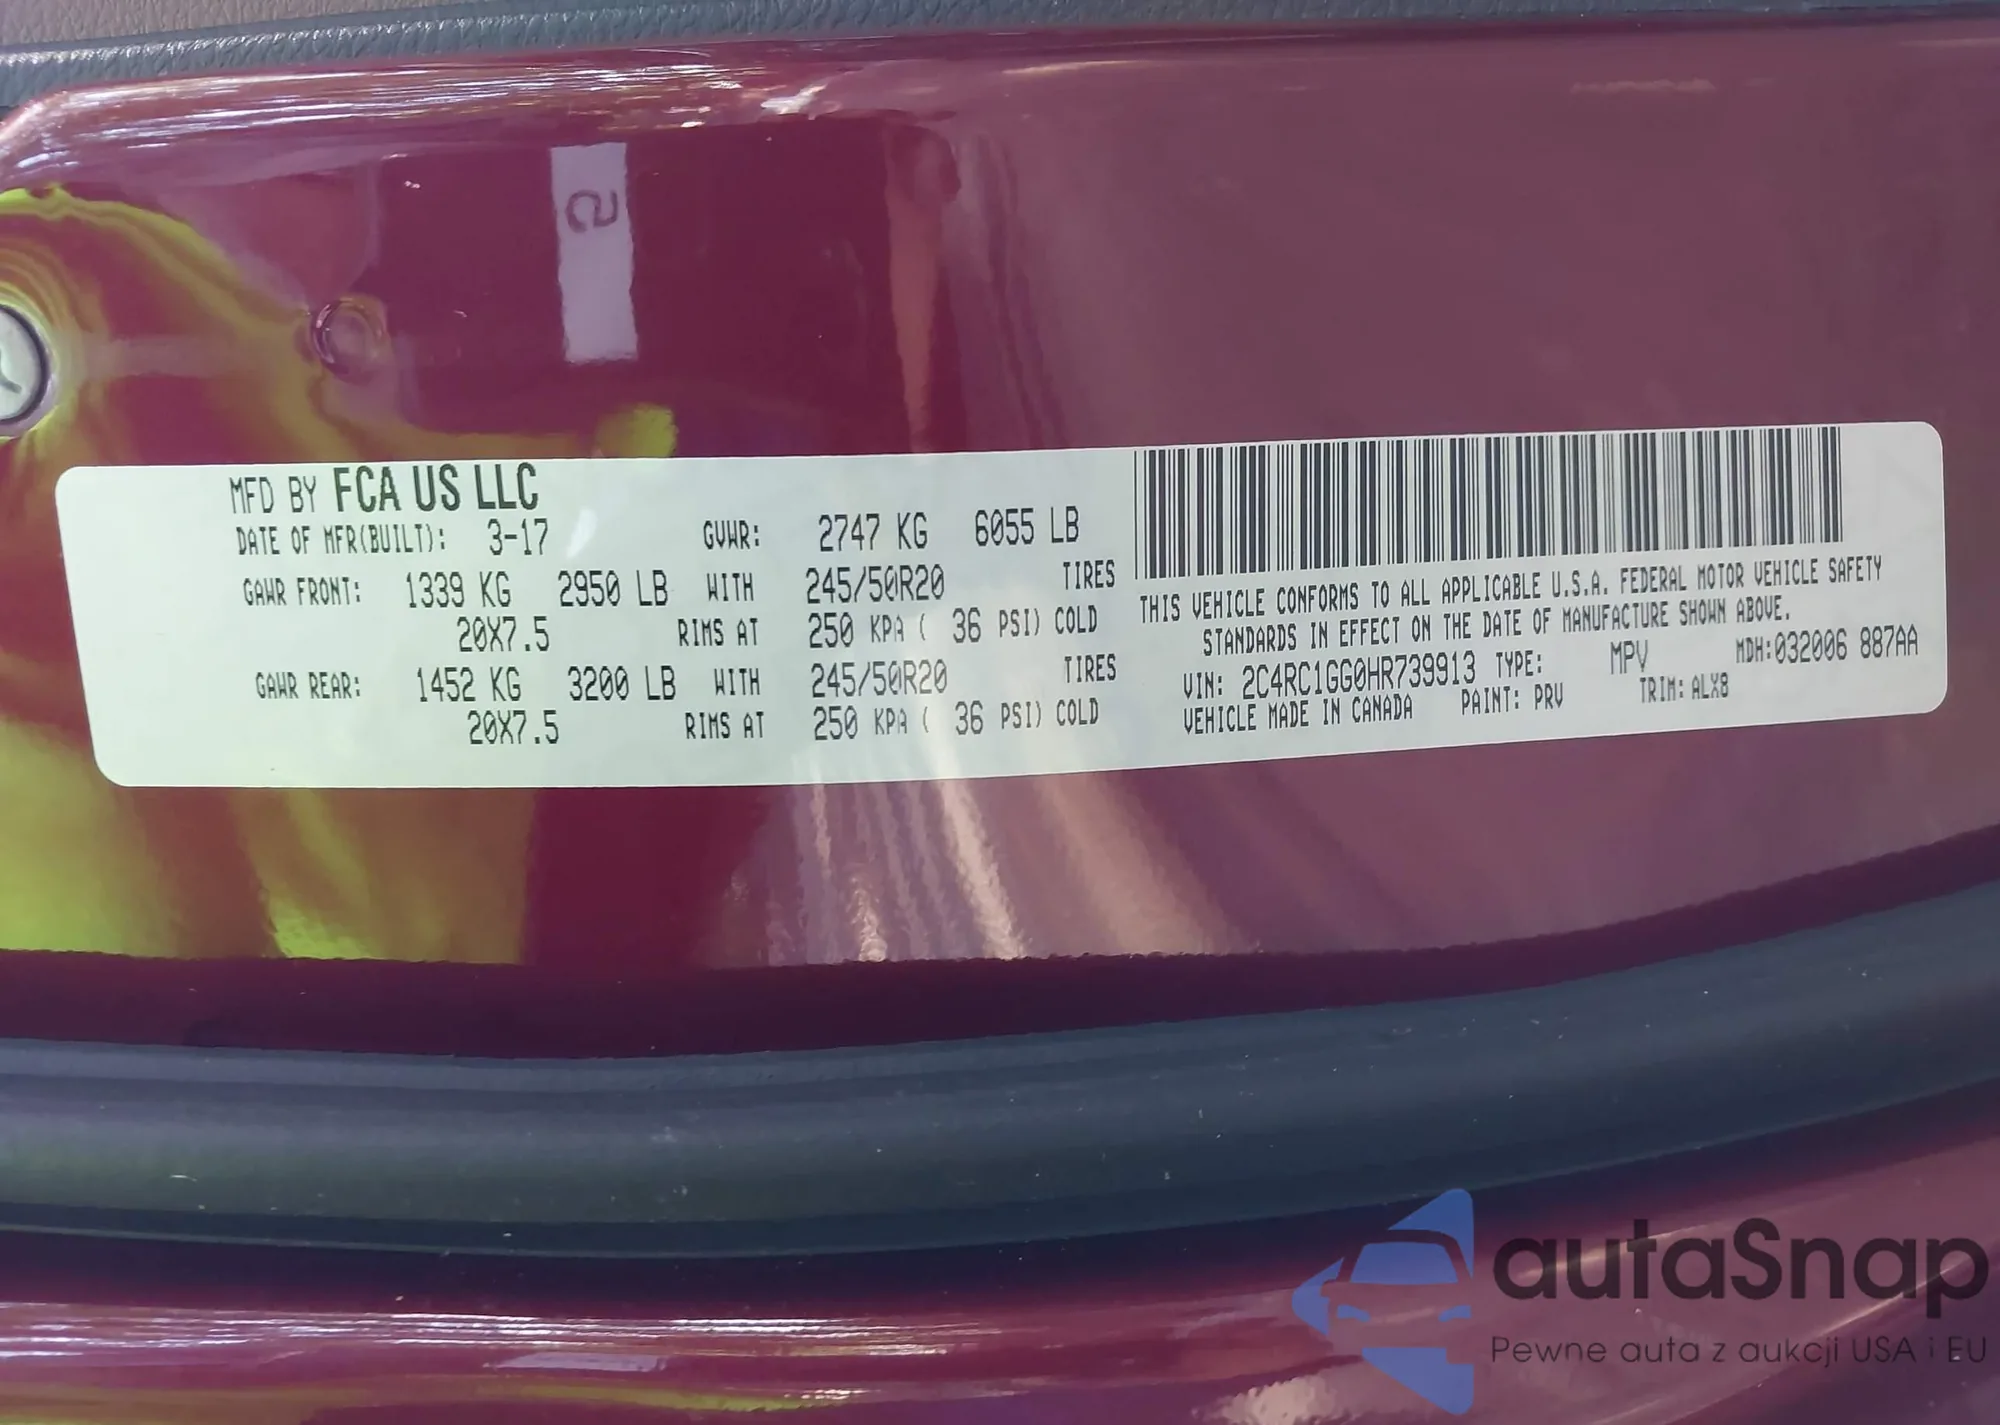 MFD BY FCA US LLC
DATE OF MFR(BUILT): 3-17 GVWR: 2747 KG 6055 LB
GAWR FRONT: 1339 KG 2950 LB WITH 245/50R20 TIRES
20X7.5 RIMS AT 250 KPA ( 36 PSI) COLD
GAWR REAR: 1452 KG 3200 LB WITH 245/50R20 TIRES
20X7.5 RIMS AT 250 KPA ( 36 PSI) COLD
THIS VEHICLE CONFORMS TO ALL APPLICABLE U.S.A. FEDERAL MOTOR VEHICLE SAFETY
STANDARDS IN EFFECT ON THE DATE OF MANUFACTURE SHOWN ABOVE.
VIN: 2C4RC1GG0HR739913 TYPE: MPV MDH:032006 887AA
VEHICLE MADE IN CANADA PAINT: PRV TRIM: ALX8
autaSnap
Pewne auta z aukcji USA i EU